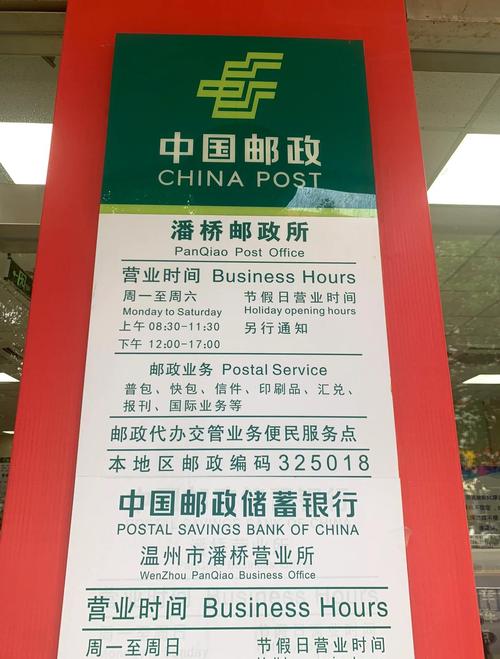 中国邮政
CHINA POST
潘桥邮政所
PanQiao Post Office
营业时间 Business Hours
周一至周六 节假日营业时间
Monday to Saturday Holiday opening hours
上午 08:30-11:30 另行通知
下午 12:00-17:00
邮政业务 Postal Service
普包、快包、信件、印刷品、汇兑、
报刊、国际业务等
邮政代办交管业务便民服务点
本地区邮政编码 325018
中国邮政储蓄银行
POSTAL SAVINGS BANK OF CHINA
温州市潘桥营业所
WenZhou PanQiao Business Office
营业时间 Business Hours
周一至周日 节假日营业时间